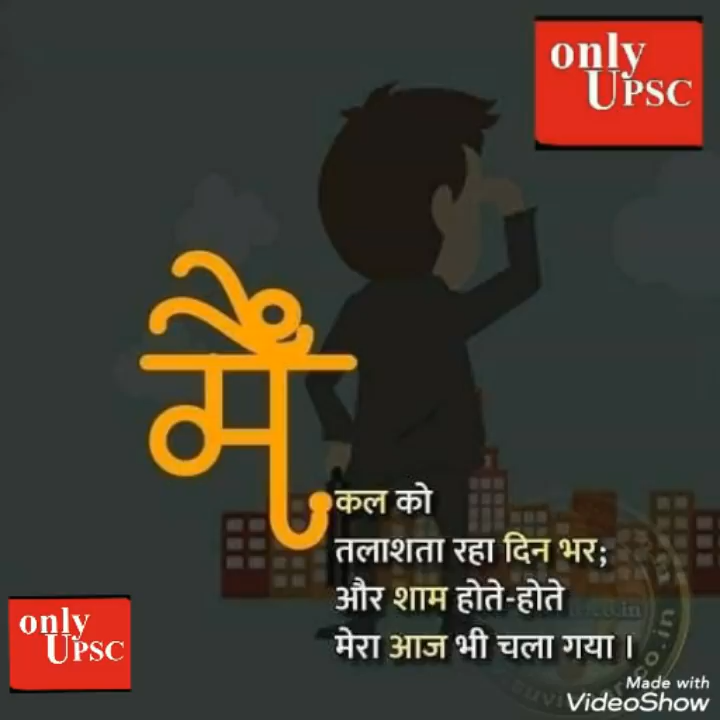 only
UPSC
मैं
कल को
तलाशता रहा दिन भर;
और शाम होते-होते
मेरा आज भी चला गया।
only
UPSC
Made with
VideoShow